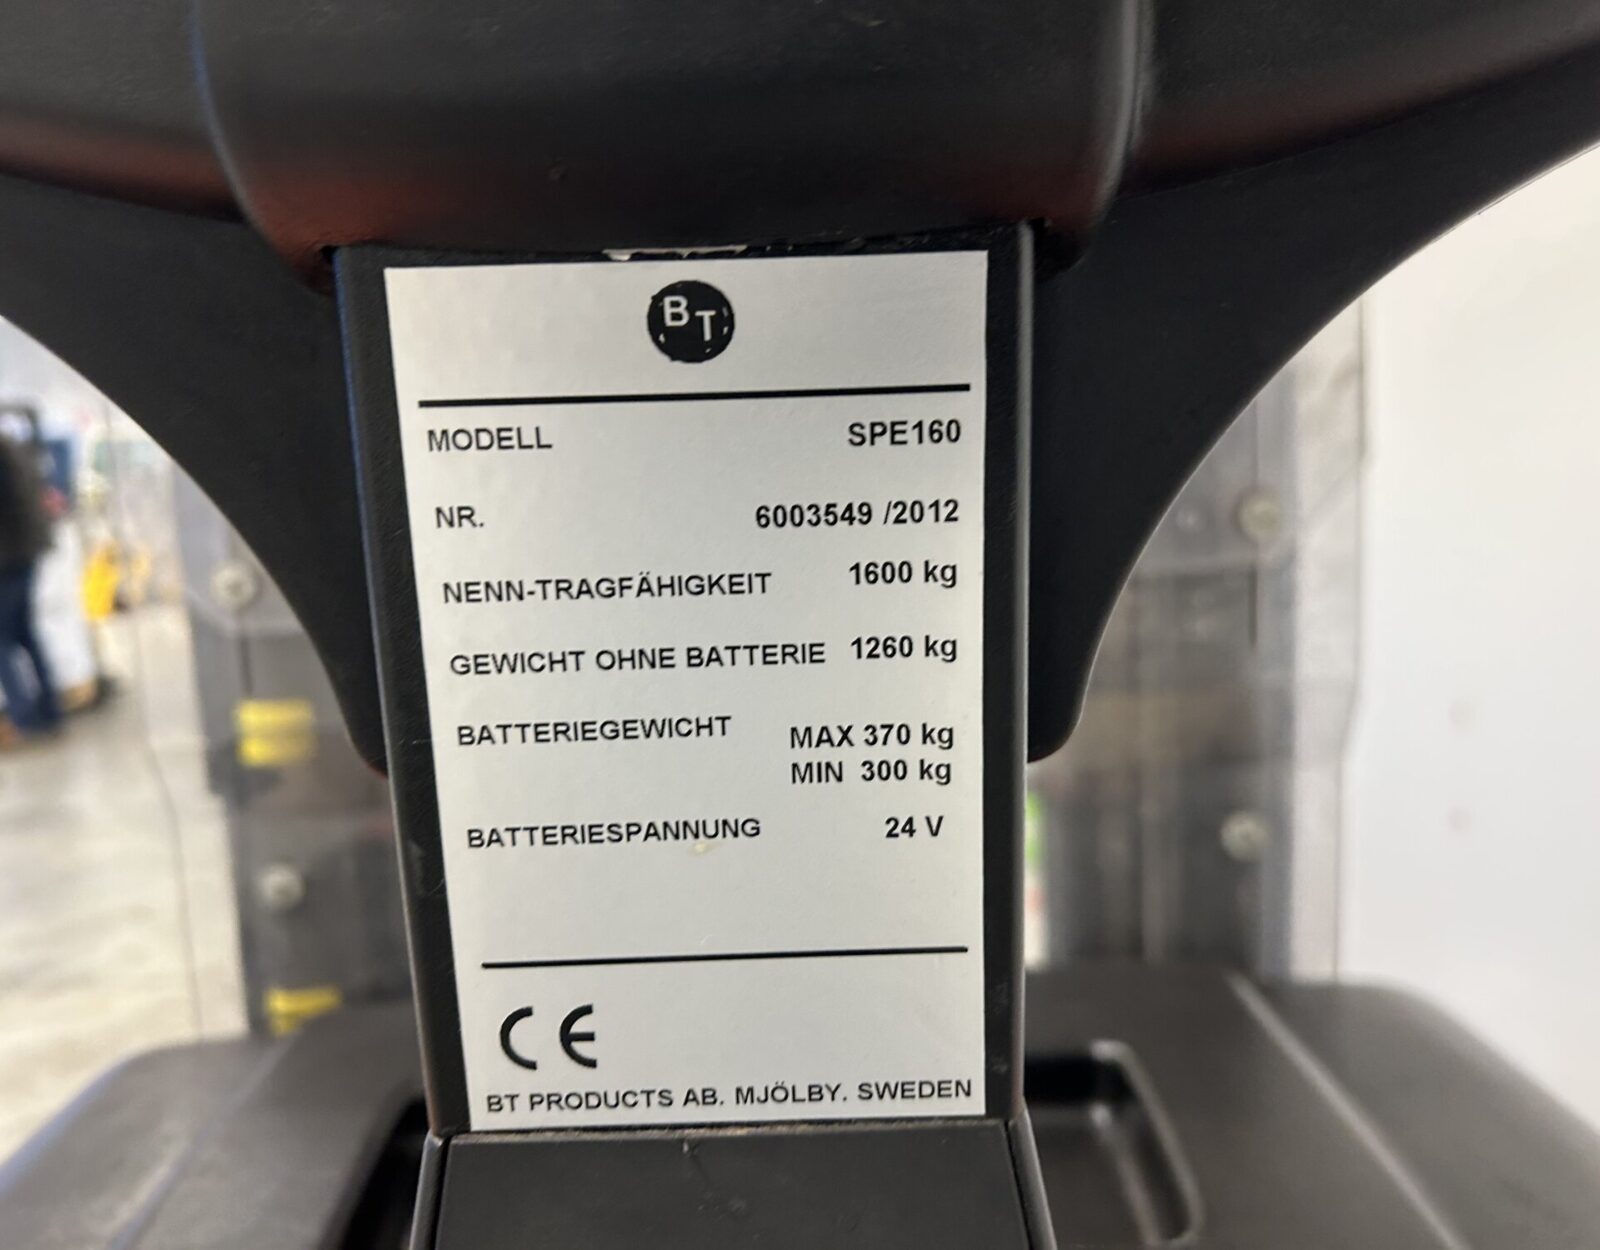 BT
MODELL SPE160
NR. 6003549 /2012
NENN-TRAGFÄHIGKEIT 1600 kg
GEWICHT OHNE BATTERIE 1260 kg
BATTERIEGEWICHT MAX 370 kg
MIN 300 kg
BATTERIESPANNUNG 24 V
CE
BT PRODUCTS AB. MJÖLBY. SWEDEN